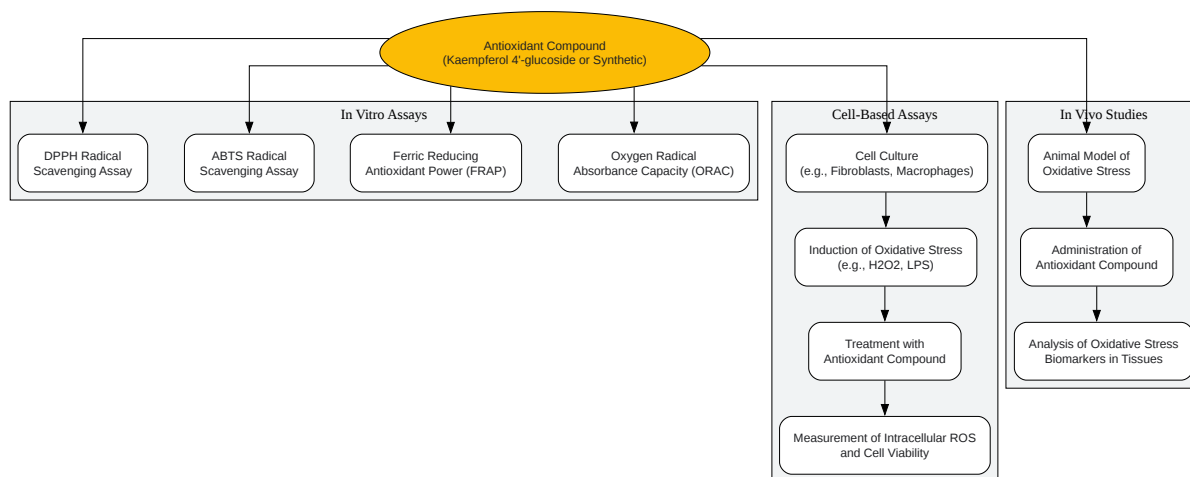 Antioxidant Compound
(Kaempferol 4'-glucoside or Synthetic)
In Vitro Assays
DPPH Radical
Scavenging Assay
ABTS Radical
Scavenging Assay
Ferric Reducing
Antioxidant Power (FRAP)
Oxygen Radical
Absorbance Capacity (ORAC)
Cell-Based Assays
Cell Culture
(e.g., Fibroblasts, Macrophages)
Induction of Oxidative Stress
(e.g., H2O2, LPS)
Treatment with
Antioxidant Compound
Measurement of Intracellular ROS
and Cell Viability
In Vivo Studies
Animal Model of
Oxidative Stress
Administration of
Antioxidant Compound
Analysis of Oxidative Stress
Biomarkers in Tissues